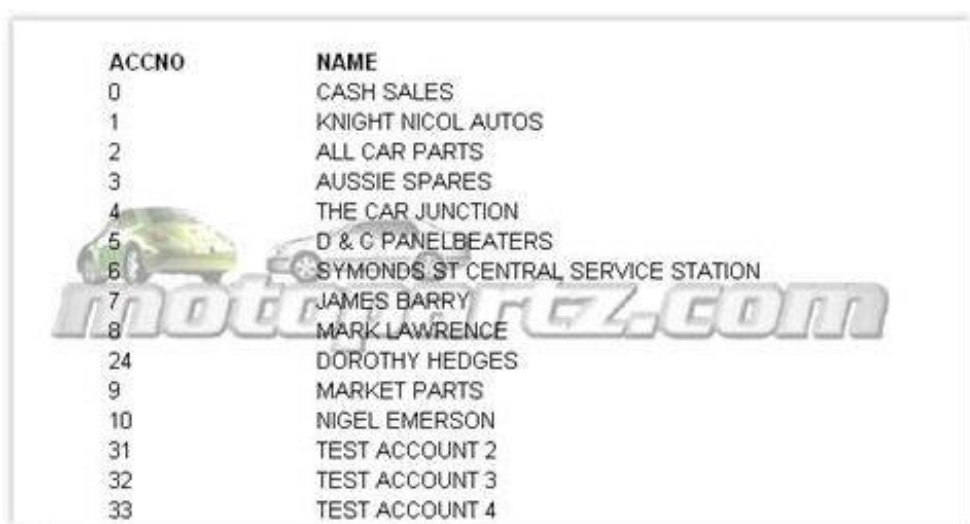 ACCNO NAME
0 CASH SALES
1 KNIGHT NICOL AUTOS
2 ALL CAR PARTS
3 AUSSIE SPARES
4 THE CAR JUNCTION
5 D & C PANELBEATERS
6 SYMONDS ST CENTRAL SERVICE STATION
7 JAMES BARRY
motopartz.com
8 MARK LAWRENCE
24 DOROTHY HEDGES
9 MARKET PARTS
10 NIGEL EMERSON
31 TEST ACCOUNT 2
32 TEST ACCOUNT 3
33 TEST ACCOUNT 4